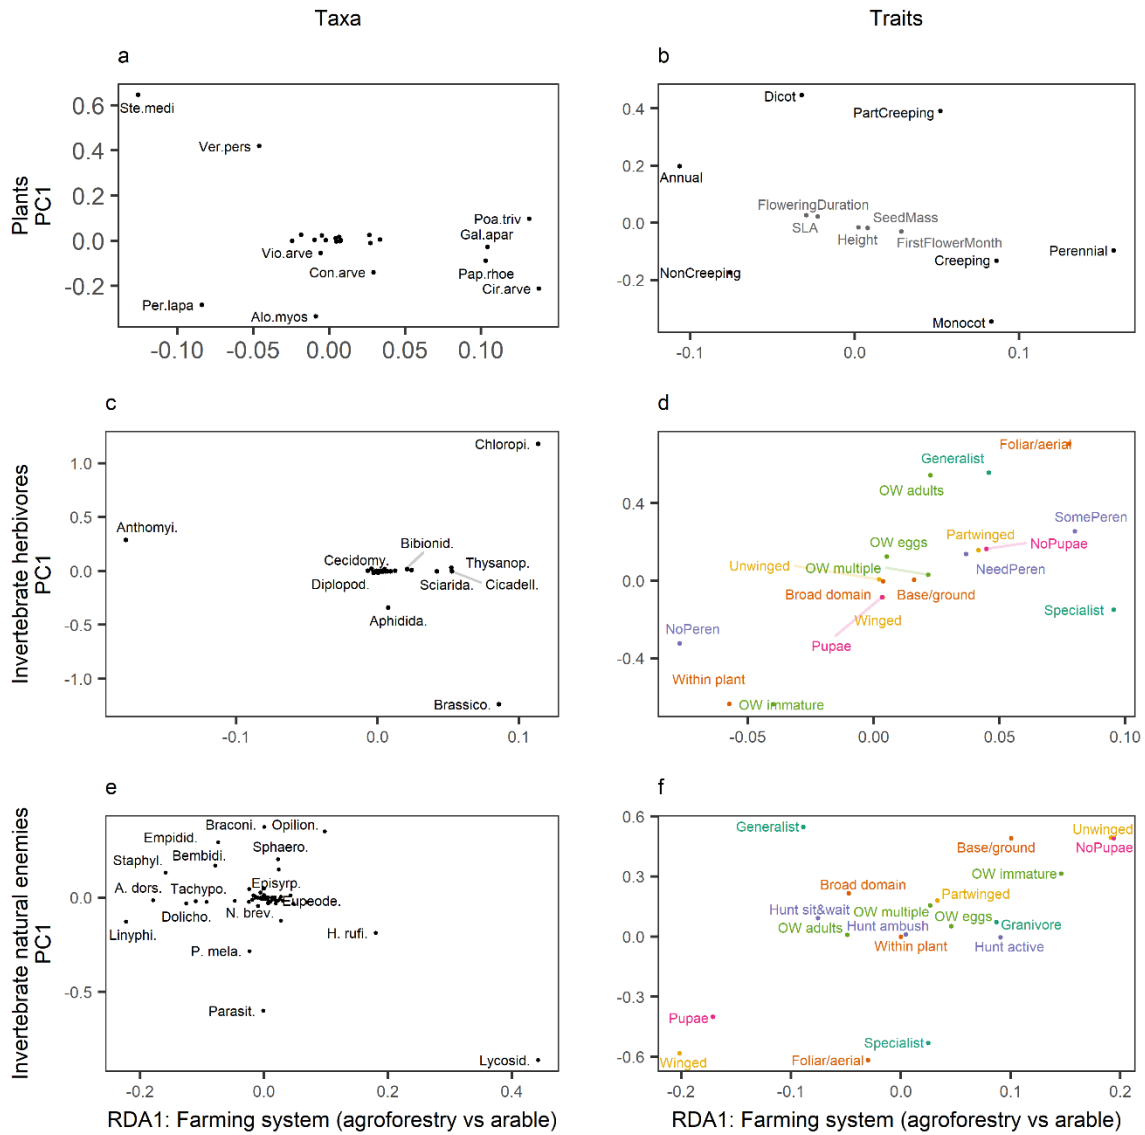 Taxa
Traits
a
b
Plants
PC1
0.6
0.4
0.2
0.0
-0.2
Ste.medi
Ver.pers
Poa.triv
Gal.apar
Vio.arve
Con.arve
Pap.rhoe
Cir.arve
Per.lapa
Alo.myos
-0.10
-0.05
0.00
0.05
0.10
0.4
0.2
0.0
-0.2
Dicot
PartCreeping
Annual
FloweringDuration
SLA
SeedMass
Height
FirstFlowerMonth
NonCreeping
Creeping
Perennial
Monocot
-0.1
0.0
0.1
c
d
Invertebrate herbivores
PC1
1.0
0.5
0.0
-0.5
-1.0
Chloropi.
Anthomyi.
Bibionid.
Cecidomy.
Thysanop.
Diplopod.
Sciarida.
Cicadell.
Aphidida.
Brassico.
-0.1
0.0
0.1
0.4
0.0
-0.4
Foliar/aerial
Generalist
OW adults
SomePeren
Partwinged
OW eggs
NoPupae
Unwinged
OW multiple
NeedPeren
Broad domain
Base/ground
Specialist
Winged
NoPeren
Pupae
Within plant
OW immature
-0.05
0.00
0.05
0.10
e
f
Invertebrate natural enemies
PC1
0.0
-0.5
Braconi.
Opilion.
Empidid.
Sphaero.
Staphyl.
Bembidi.
Episyrp.
A. dors.
Tachypo.
Eupeode.
Dolicho.
N. brev.
Linyphi.
H. rufi.
P. mela.
Parasit.
Lycosid.
-0.2
0.0
0.2
0.4
0.6
0.3
0.0
-0.3
-0.6
Generalist
Unwinged
Base/ground
NoPupae
OW immature
Broad domain
Partwinged
Hunt sit&wait
OW multiple
OW eggs
Granivore
OW adults
Hunt ambush
Within plant
Hunt active
Pupae
Specialist
Winged
Foliar/aerial
-0.2
-0.1
0.0
0.1
0.2
RDA1: Farming system (agroforestry vs arable)
RDA1: Farming system (agroforestry vs arable)